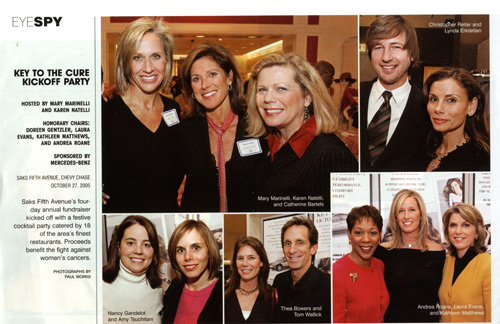 EYESPY
KEY TO THE CURE
KICKOFF PARTY
HOSTED BY MARY MARINELLI
AND KAREN NATELLI
HONORARY CHAIRS:
DOREEN GENTZLER, LAURA
EVANS, KATHLEEN MATTHEWS,
AND ANDREA ROANE
SPONSORED BY
MERCEDES-BENZ
SAKS FIFTH AVENUE, CHEVY CHASE
OCTOBER 27, 2005
Saks Fifth Avenue's four-
day annual fundraiser
kicked off with a festive
cocktail party catered by 18
of the area's finest
restaurants. Proceeds
benefit the fight against
women's cancers.
PHOTOGRAPHS BY
PAUL MORIGI
Mary Marinelli, Karen Natelli,
and Catherine Bartels
Christopher Reiter and
Lynda Erkiletian
Nancy Gandelot
and Amy Tsuchitani
Thea Bowers and
Tom Wallick
Andrea Roane, Laura Evans,
and Kathleen Matthews